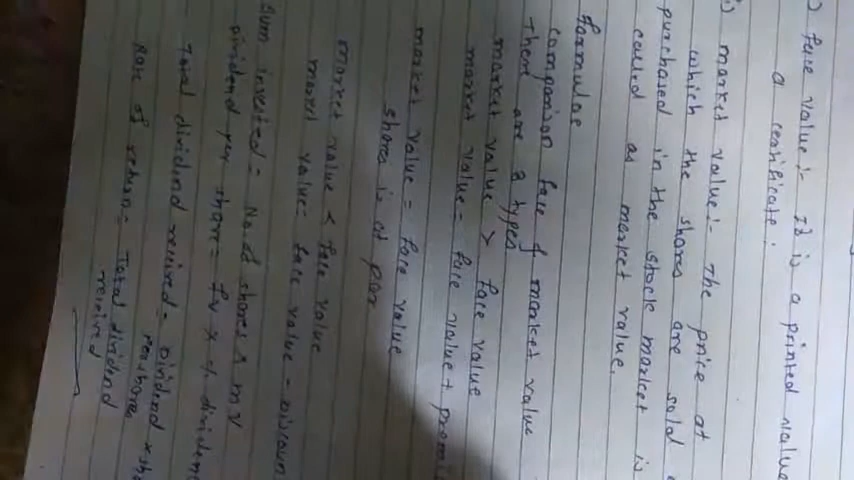 ) face value :- It is a printed value
a certificate.
) market value :- The price at
which the shares are sold
purchased in the stock market is
called as market value.
formulae
comparison face & market value
There are 3 types
market value > face value
market value = face value + premi
market value = face value
shares is at par
market value < face value
market value = face value - Discoun
Sum invested = No of shares x mv
Dividend per share = fv x % dividen
Total dividend recived = Dividend x sha
per share
Rate of return = Total dividend
received